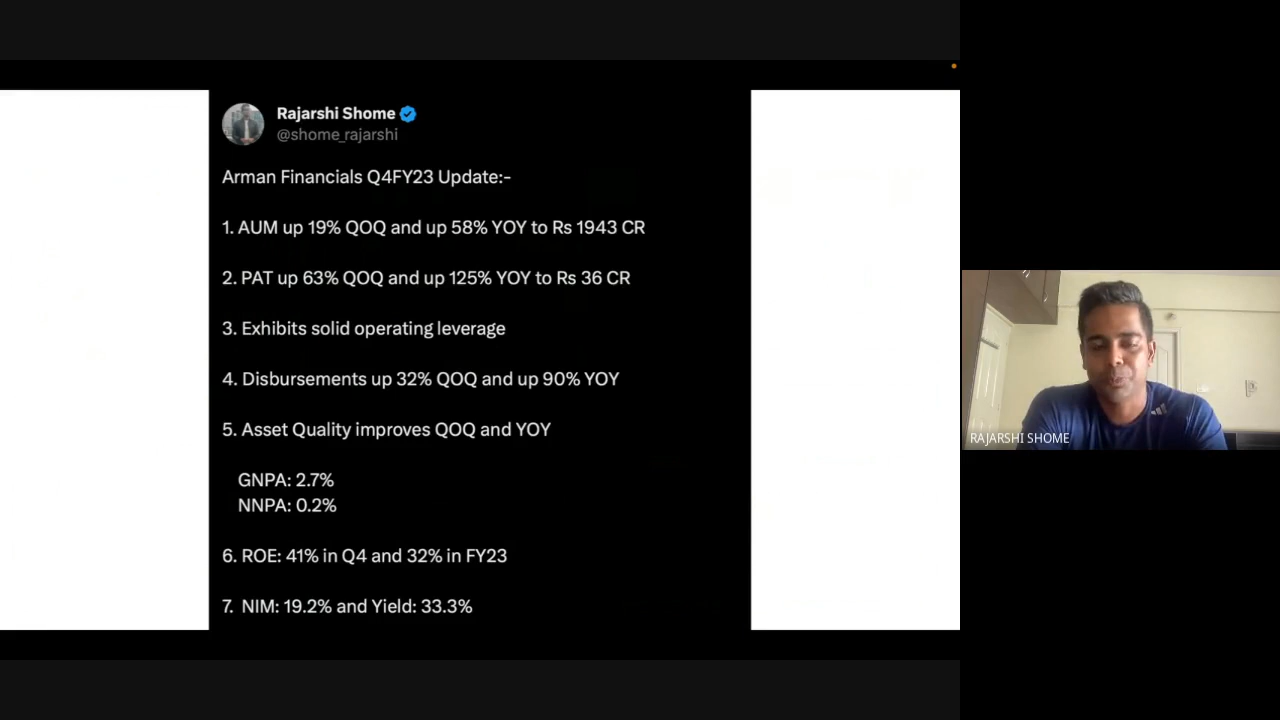 Rajarshi Shome
@shome_rajarshi
Arman Financials Q4FY23 Update:-
1. AUM up 19% QOQ and up 58% YOY to Rs 1943 CR
2. PAT up 63% QOQ and up 125% YOY to Rs 36 CR
3. Exhibits solid operating leverage
4. Disbursements up 32% QOQ and up 90% YOY
5. Asset Quality improves QOQ and YOY
GNPA: 2.7%
NNPA: 0.2%
6. ROE: 41% in Q4 and 32% in FY23
7. NIM: 19.2% and Yield: 33.3%
RAJARSHI SHOME